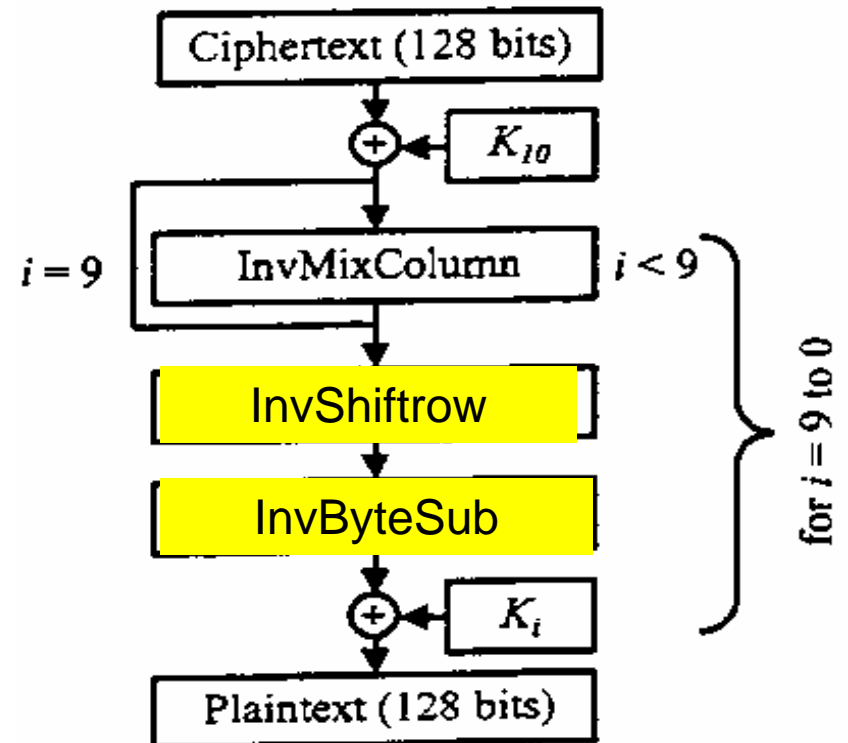 Ciphertext (128 bits)
K₁₀
i = 9
InvMixColumn
i < 9
InvShiftrow
InvByteSub
for i = 9 to 0
Kᵢ
Plaintext (128 bits)